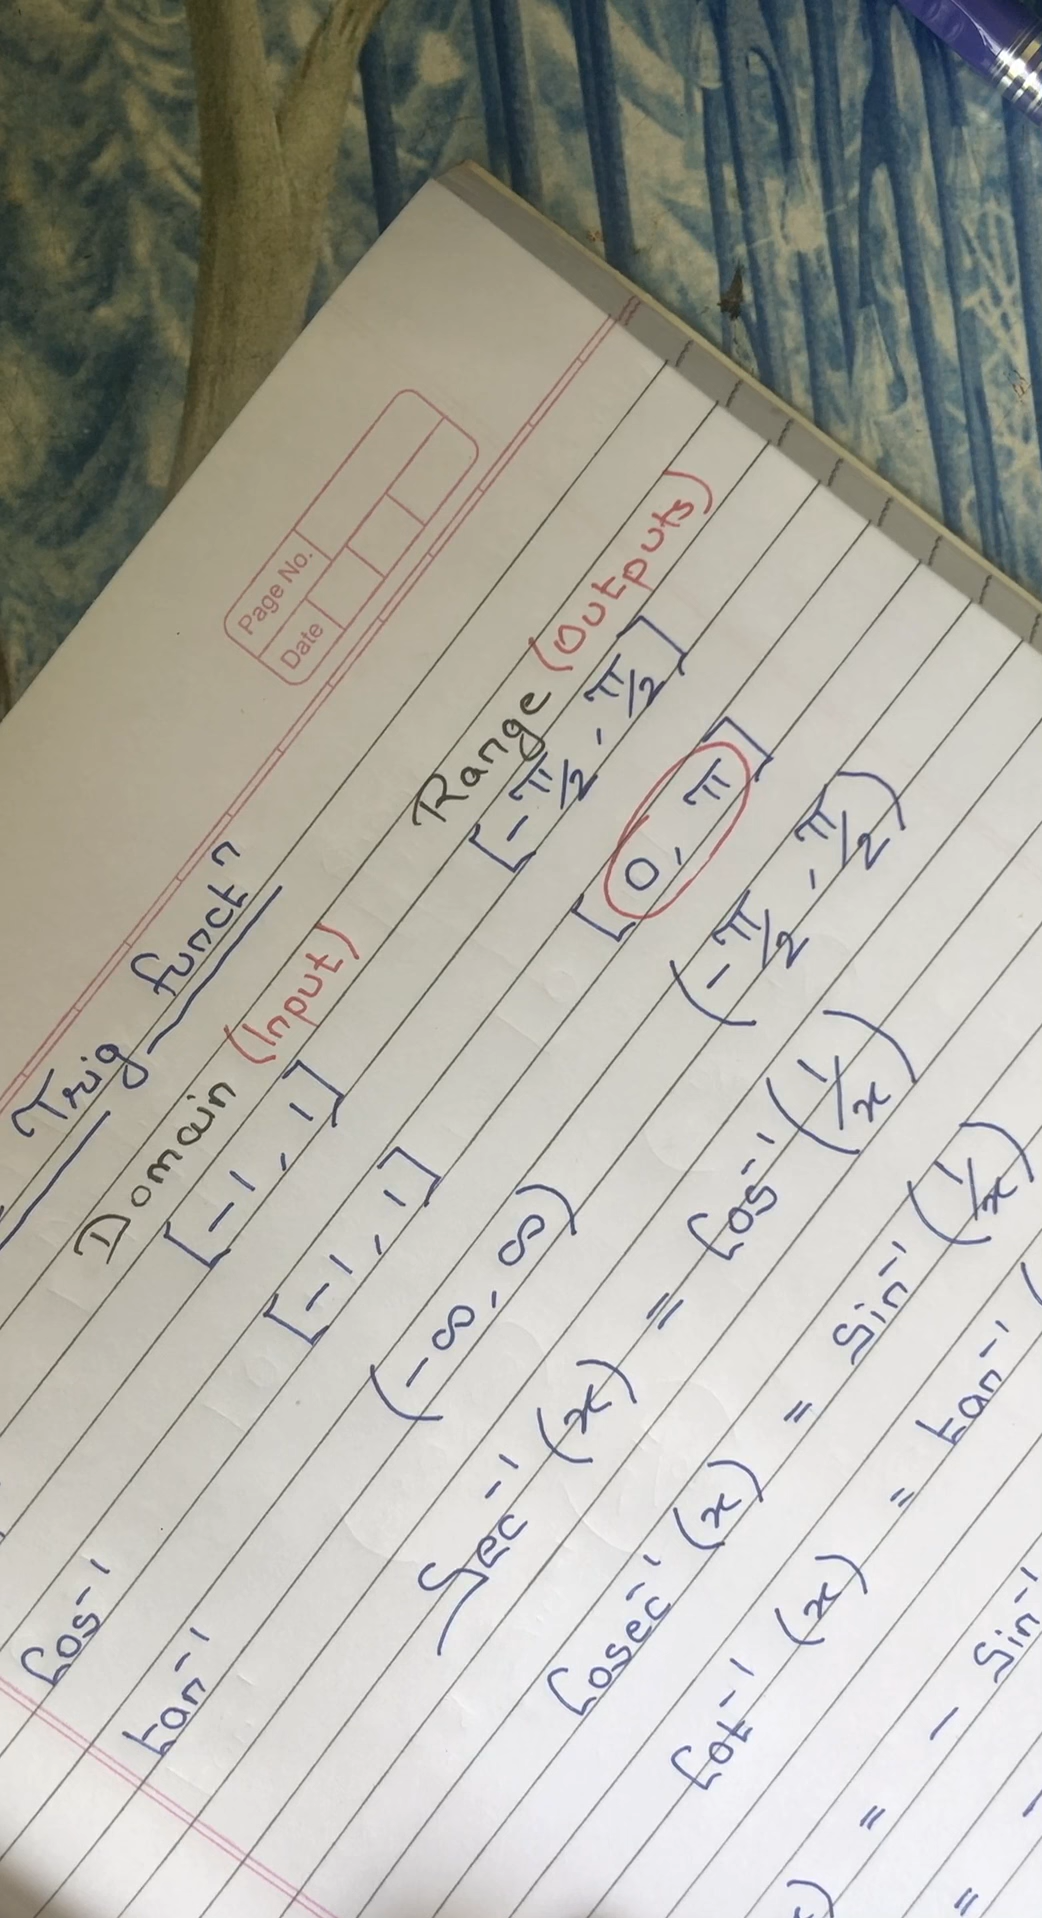 Page No.
Date
Trig functⁿ
Domain (Input) Range (Outputs)
[-1, 1] [-π/2, π/2]
cos⁻¹ [-1, 1] [0, π]
tan⁻¹ (-∞, ∞) (-π/2, π/2)
Sec⁻¹ (x) = cos⁻¹ (1/x)
Cosec⁻¹ (x) = Sin⁻¹ (1/x)
Cot⁻¹ (x) = tan⁻¹ (
) = - Sin⁻¹
= -